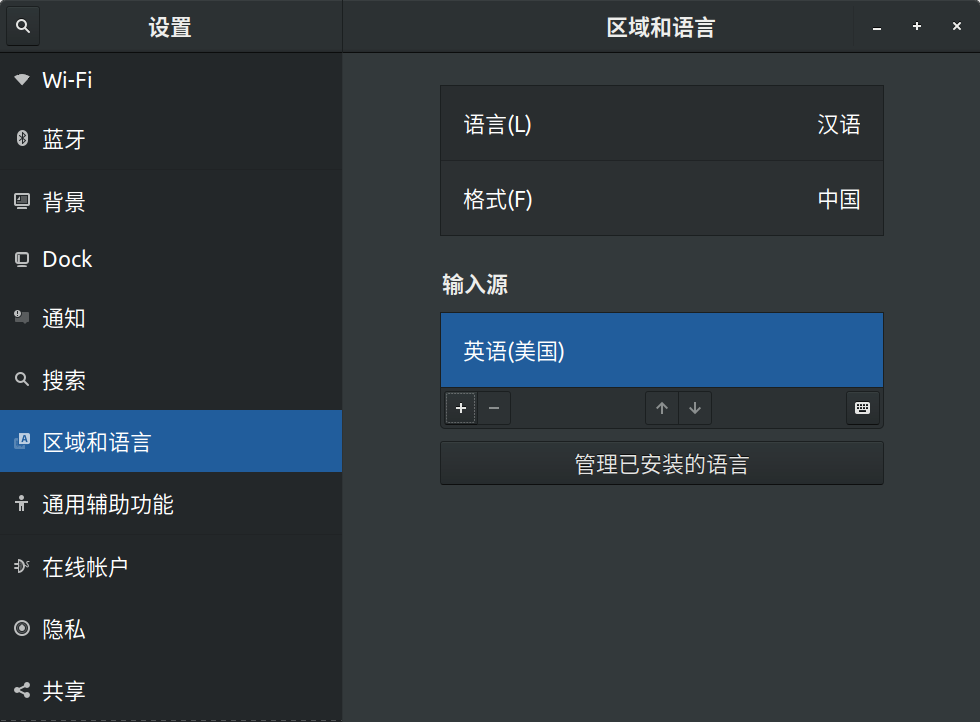 设置
区域和语言
Wi-Fi
蓝牙
背景
Dock
通知
搜索
区域和语言
通用辅助功能
在线帐户
隐私
共享
语言(L) 汉语
格式(F) 中国
输入源
英语(美国)
管理已安装的语言